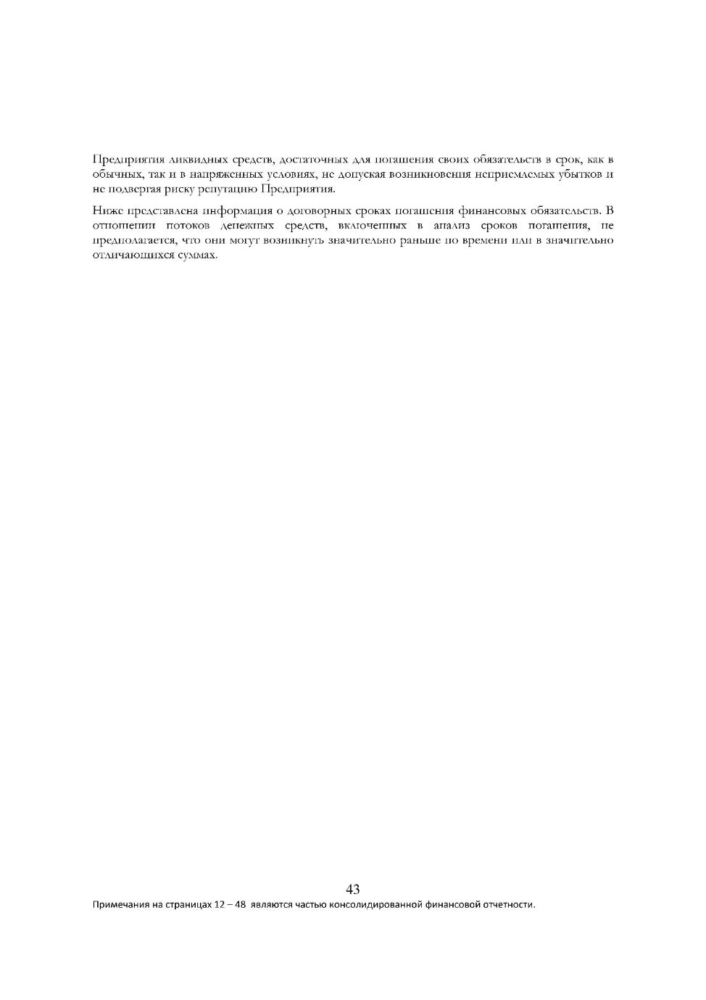 Предприятия ликвидных средств, достаточных для погашения своих обязательств в срок, как в
обычных, так и в напряженных условиях, не допуская возникновения неприемлемых убытков и
не подвергая риску репутацию Предприятия.
Ниже представлена информация о договорных сроках погашения финансовых обязательств. В
отношении потоков денежных средств, включенных в анализ сроков погашения, не
предполагается, что они могут возникнуть значительно раньше по времени или в значительно
отличающихся суммах.
43
Примечания на страницах 12 – 48 являются частью консолидированной финансовой отчетности.